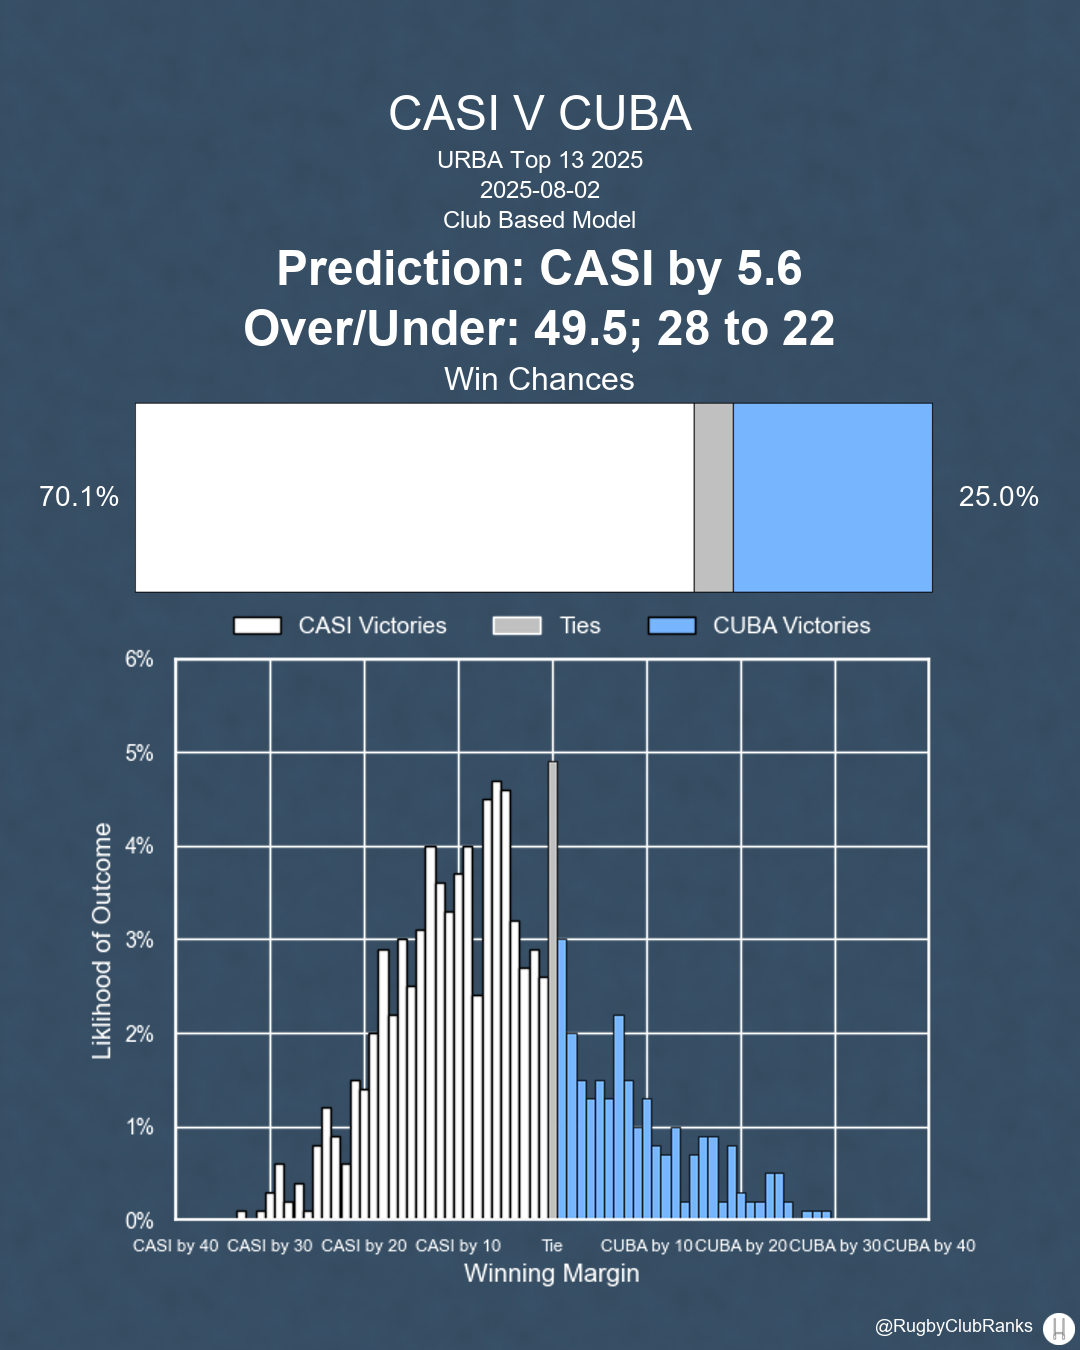 CASI V CUBA
URBA Top 13 2025
2025-08-02
Club Based Model
Prediction: CASI by 5.6
Over/Under: 49.5; 28 to 22
Win Chances
70.1%
25.0%
CASI Victories Ties CUBA Victories
6%
5%
4%
3%
2%
1%
0%
Liklihood of Outcome
CASI by 40 CASI by 30 CASI by 20 CASI by 10 Tie CUBA by 10 CUBA by 20 CUBA by 30 CUBA by 40
Winning Margin
@RugbyClubRanks